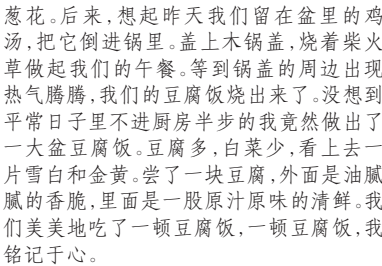 葱花。后来，想起昨天我们留在盆里的鸡
汤，把它倒进锅里。盖上木锅盖，烧着柴火
草做起我们的午餐。等到锅盖的周边出现
热气腾腾，我们的豆腐饭烧出来了。没想到
平常日子里不进厨房半步的我竟然做出了
一大盆豆腐饭。豆腐多，白菜少，看上去一
片雪白和金黄。尝了一块豆腐，外面是油腻
腻的香脆，里面是一股原汁原味的清鲜。我
们美美地吃了一顿豆腐饭，一顿豆腐饭，我
铭记于心。